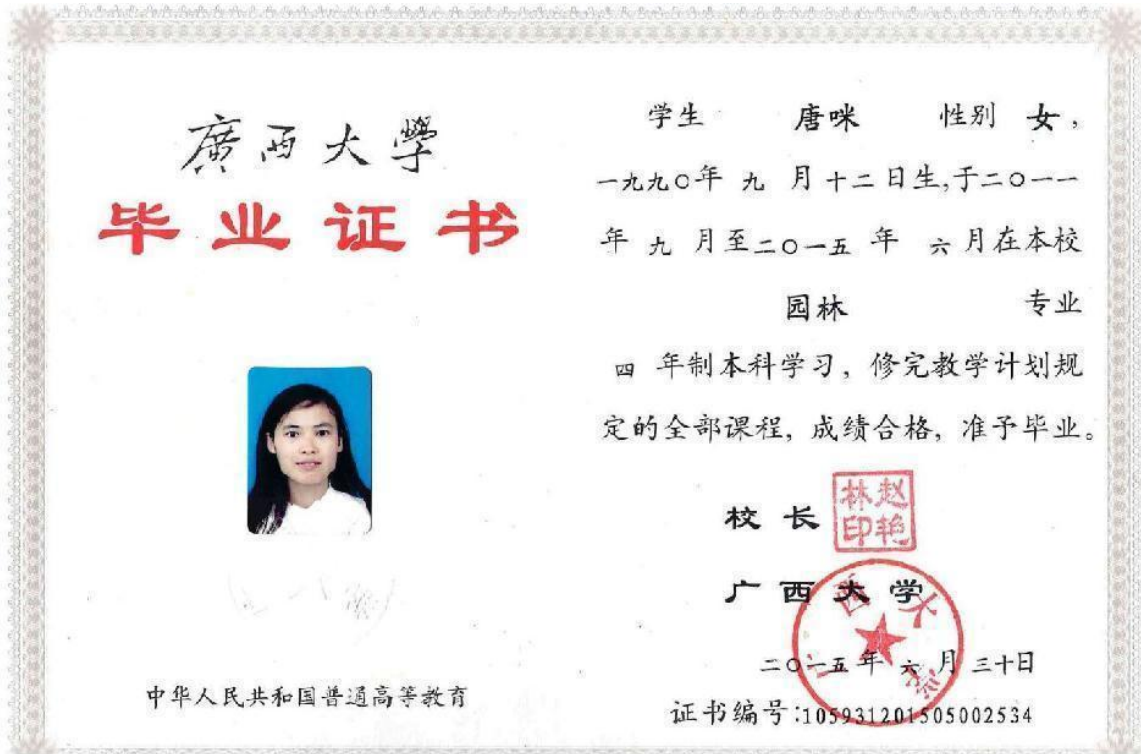 廣西大學
毕业证书
中华人民共和国普通高等教育
学生 唐咪 性别 女,
一九九〇年 九 月 十二 日生,于二〇一一
年 九 月至二〇一五 年 六 月在本校
园林 专业
四 年制本科学习, 修完教学计划规
定的全部课程, 成绩合格, 准予毕业。
校长
赵艳林印
广西大学
广西大学
二〇一五 年 六 月 三十日
证书编号:105931201505002534